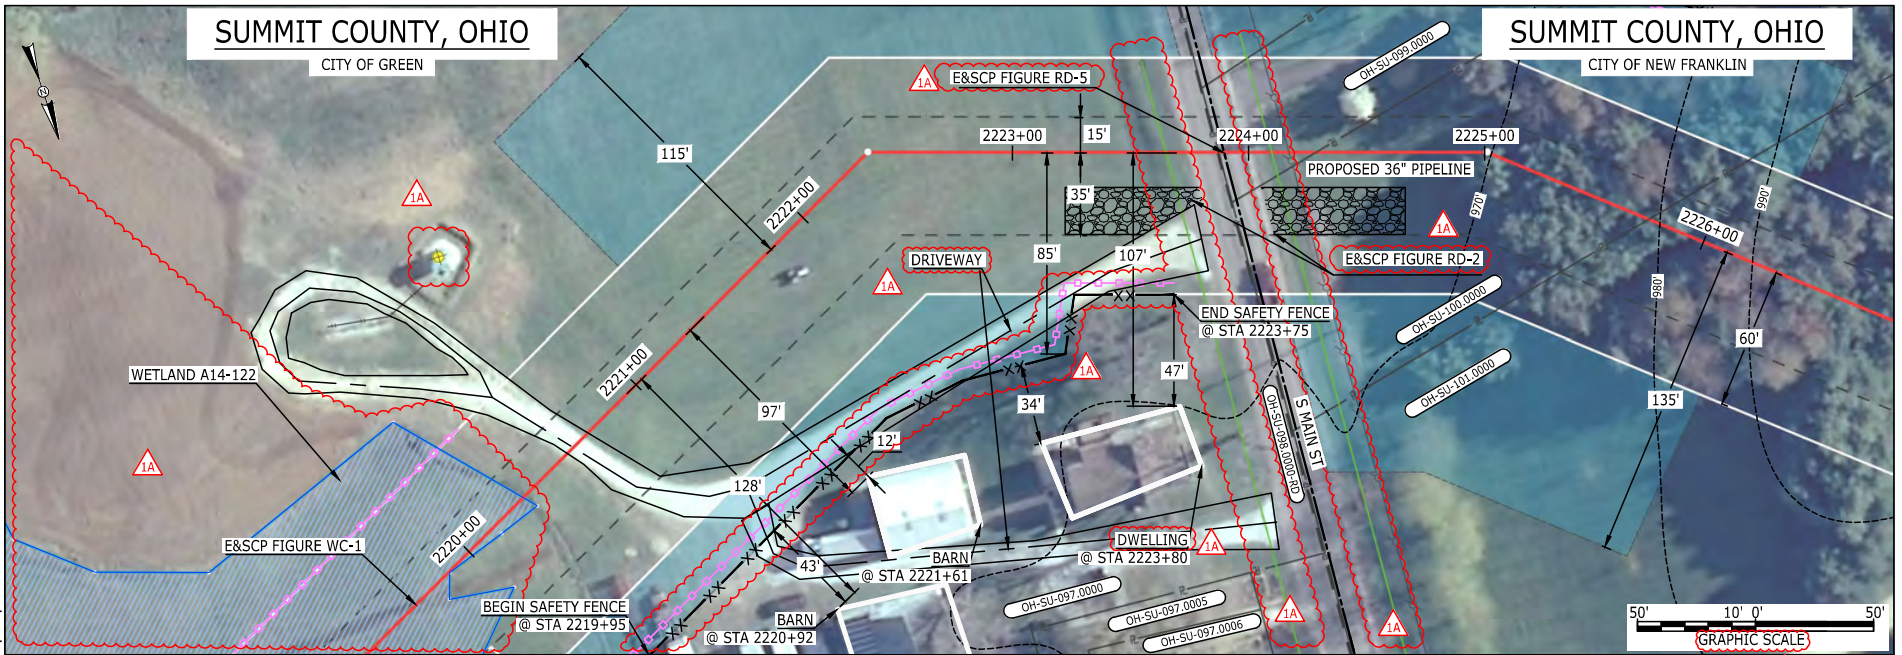 SUMMIT COUNTY, OHIO
CITY OF GREEN
SUMMIT COUNTY, OHIO
CITY OF NEW FRANKLIN
N
1A
E&SCP FIGURE RD-5
OH-SU-099.0000
115'
2223+00
15'
2224+00
2225+00
PROPOSED 36" PIPELINE
1A
2222+00
35'
970'
990'
2226+00
1A
DRIVEWAY
85'
107'
E&SCP FIGURE RD-2
1A
980'
OH-SU-100.0000
END SAFETY FENCE
@ STA 2223+75
60'
WETLAND A14-122
2221+00
1A
47'
OH-SU-101.0000
34'
135'
97'
12'
S MAIN ST
OH-SU-098.0000-RD
1A
128'
2220+00
E&SCP FIGURE WC-1
DWELLING
@ STA 2223+80
1A
BARN
@ STA 2221+61
43'
OH-SU-097.0000
OH-SU-097.0005
OH-SU-097.0006
BEGIN SAFETY FENCE
@ STA 2219+95
BARN
@ STA 2220+92
1A
1A
50' 10' 0' 50'
GRAPHIC SCALE